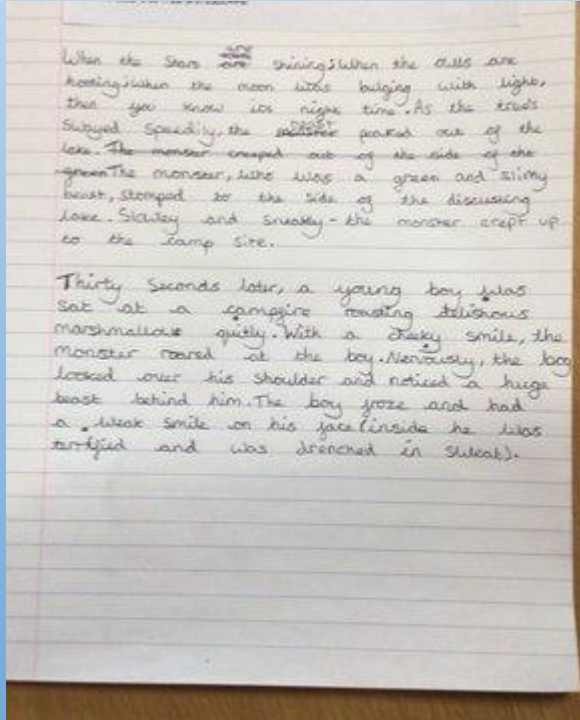 When the stars are shining; when the owls are
hooting; when the moon was bulging with light,
then you know its night time. As the trees
swayed speedily, the beast peaked out of the
lake. The monster creeped out of the side of the
green The monster, who was a green and slimy
beast, stomped to the side of the discusting
lake. Slowley and sneakey - the monster crept up
to the camp site.
Thirty seconds later, a young boy was
sat at a campfire roasting delishous
marshmallows quitly. With a cheeky smile, the
monster roared at the boy. Nervously, the boy
looked over his shoulder and noticed a huge
beast behind him. The boy froze and had
a weak smile on his face (inside he was
terrified and was drenched in sweat).